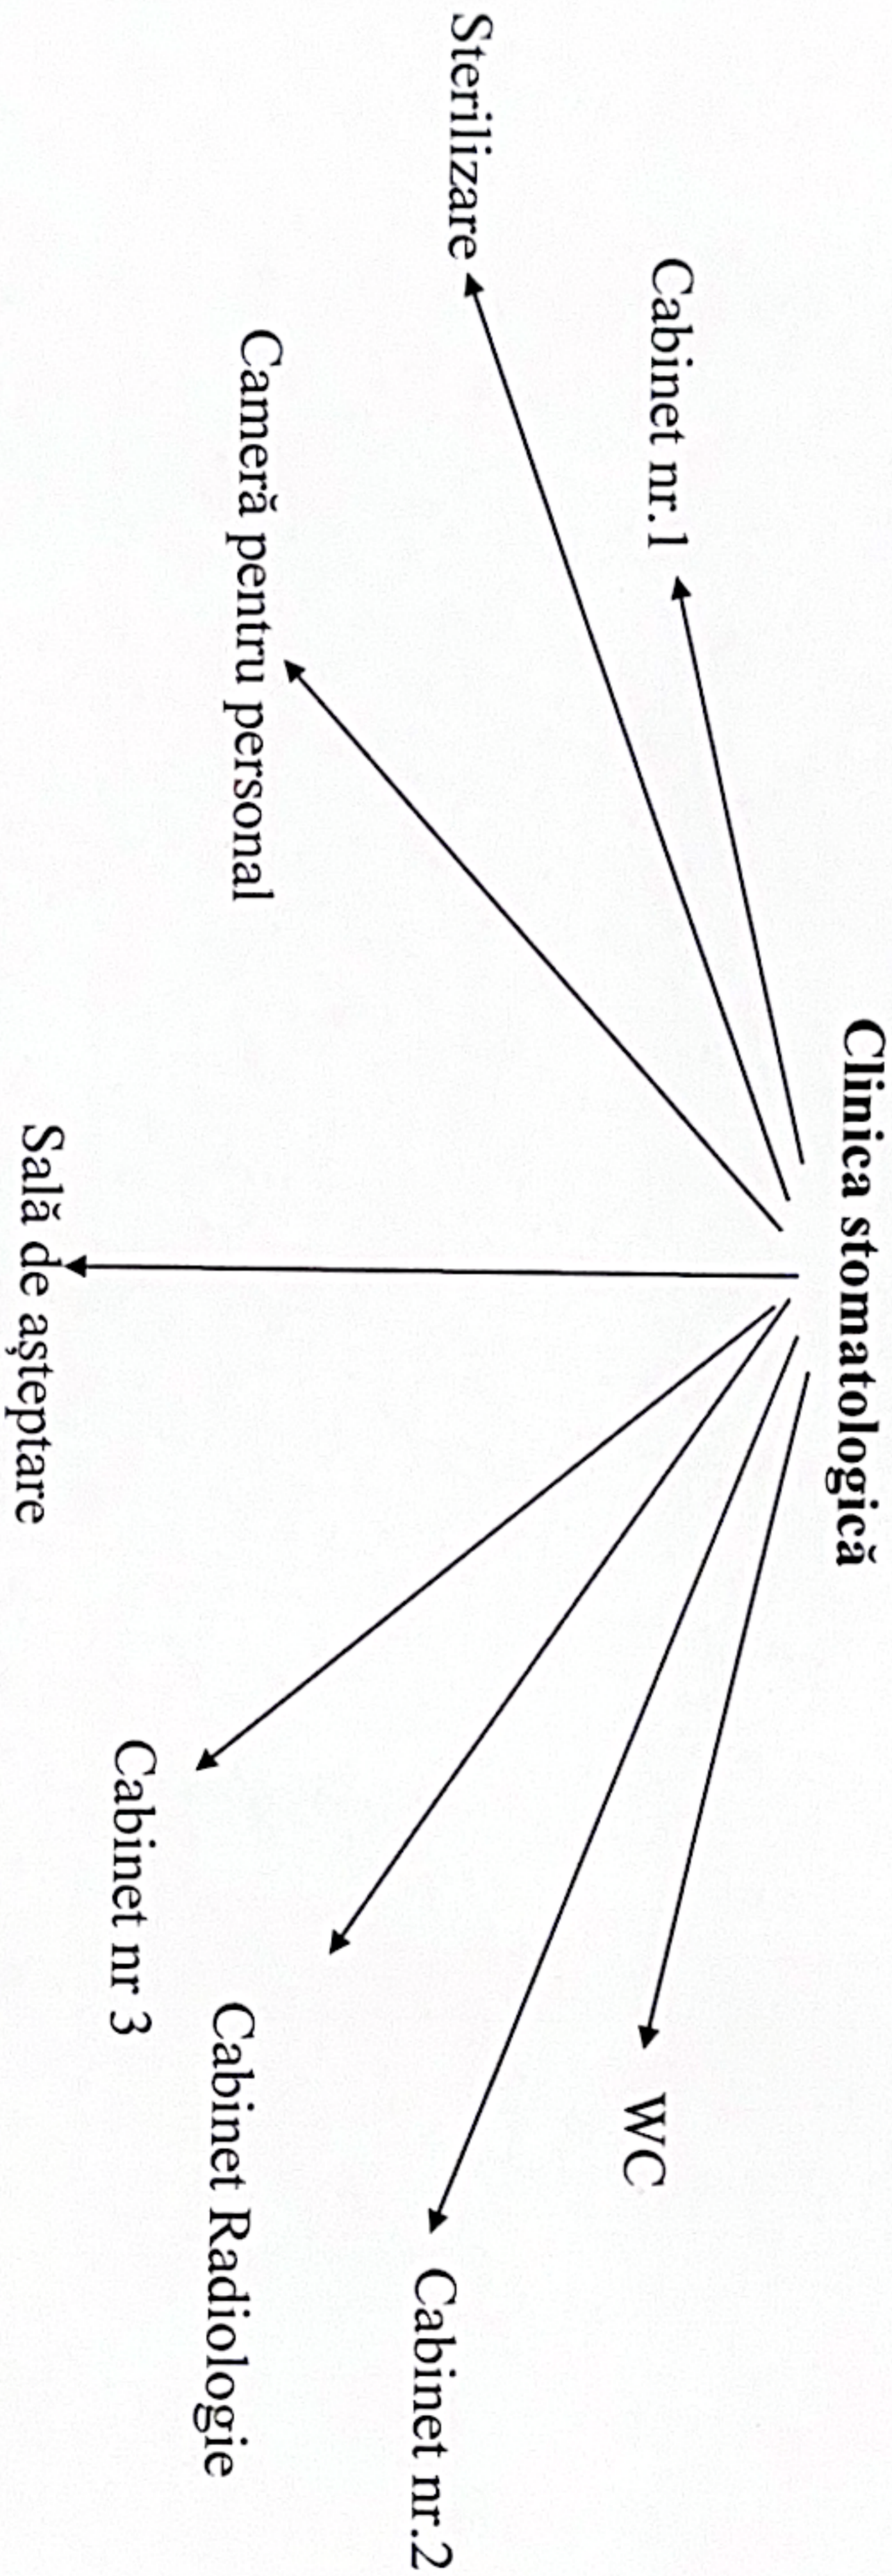 Clinica stomatologică
Cabinet nr.1
WC
Sterilizare
Cabinet nr.2
Cameră pentru personal
Cabinet Radiologie
Cabinet nr 3
Sală de așteptare